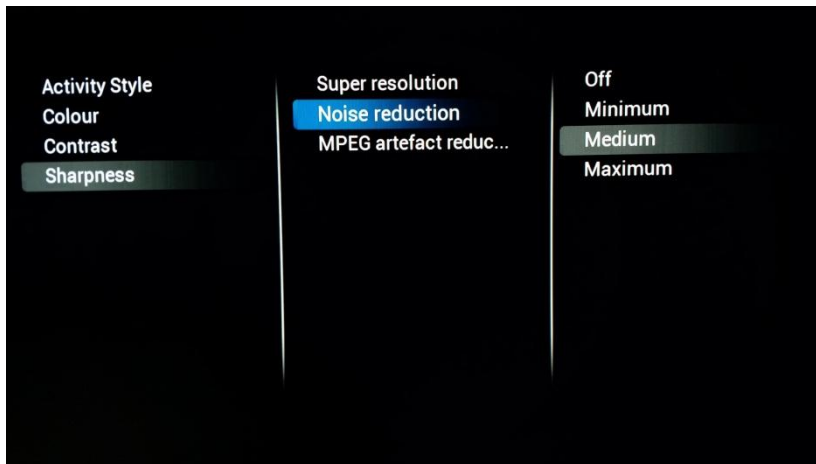 Activity Style
Colour
Contrast
Sharpness
Super resolution
Noise reduction
MPEG artefact reduc...
Off
Minimum
Medium
Maximum